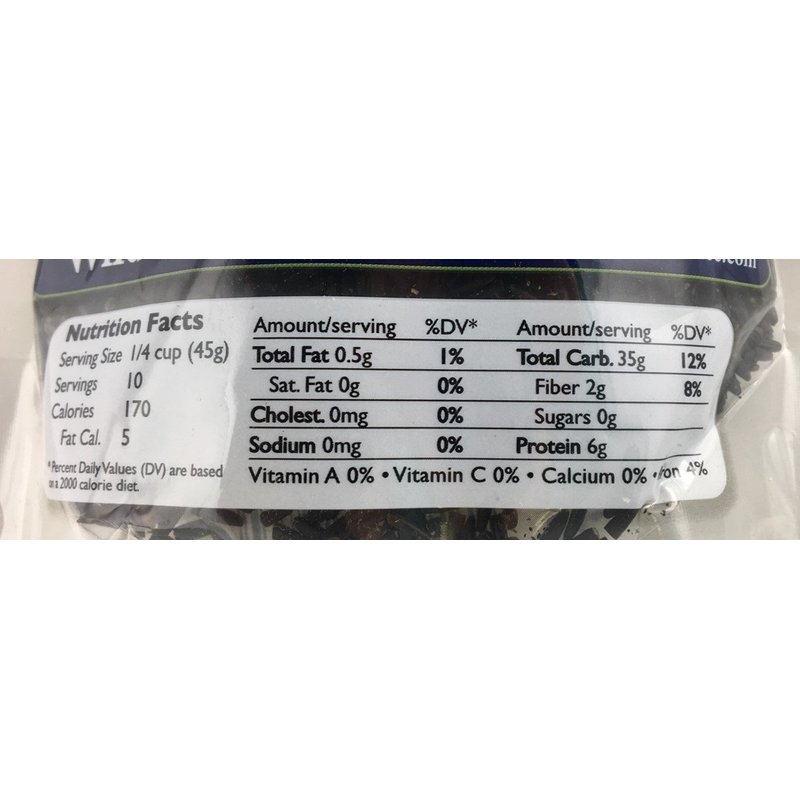 Nutrition Facts
Serving Size 1/4 cup (45g)
Servings 10
Calories 170
Fat Cal. 5
*Percent Daily Values (DV) are based
on a 2000 calorie diet.
Amount/serving %DV*
Total Fat 0.5g 1%
Sat. Fat 0g 0%
Cholest. 0mg 0%
Sodium 0mg 0%
Amount/serving %DV*
Total Carb. 35g 12%
Fiber 2g 8%
Sugars 0g
Protein 6g
Vitamin A 0% • Vitamin C 0% • Calcium 0% • Iron 4%